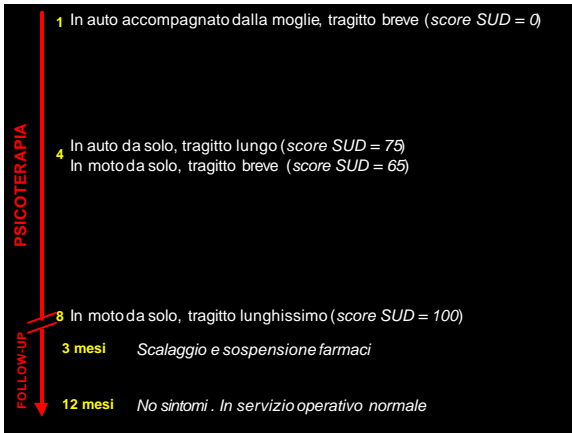 1 In auto accompagnato dalla moglie, tragitto breve (score SUD = 0)
PSICOTERAPIA
4 In auto da solo, tragitto lungo (score SUD = 75)
In moto da solo, tragitto breve (score SUD = 65)
8 In moto da solo, tragitto lunghissimo (score SUD = 100)
FOLLOW-UP
3 mesi Scalaggio e sospensione farmaci
12 mesi No sintomi. In servizio operativo normale